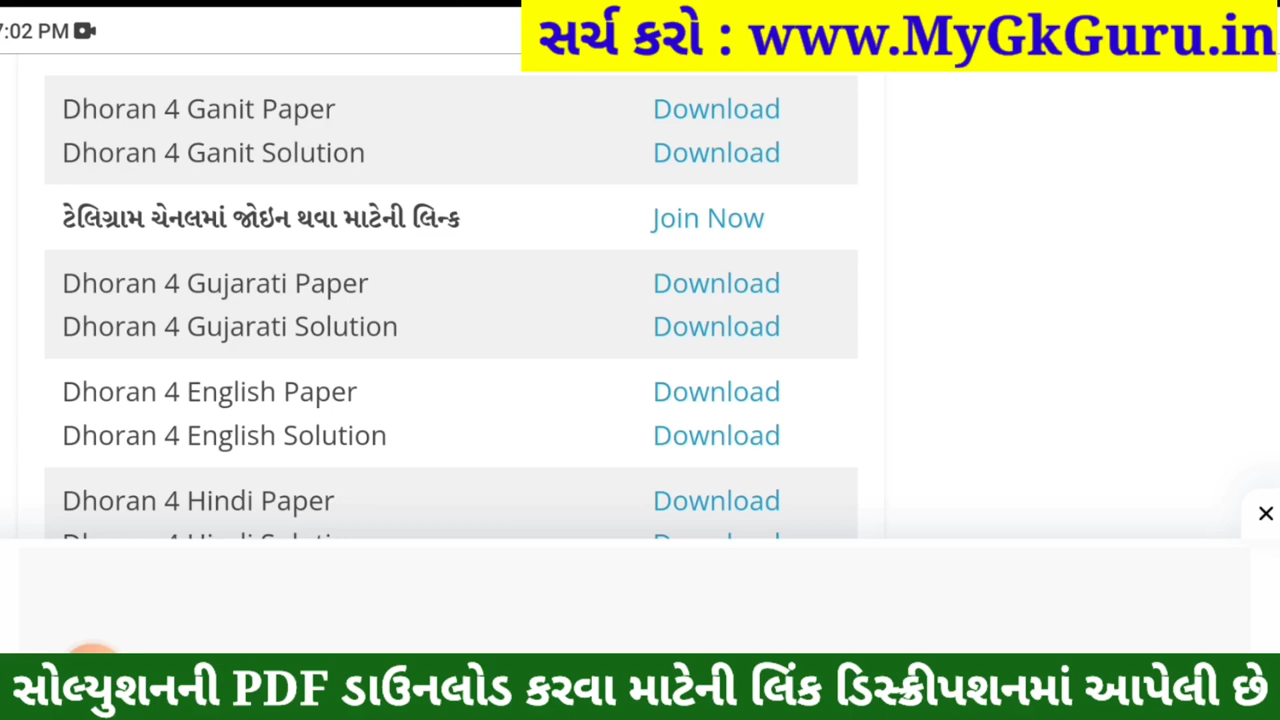 7:02 PM
સર્ચ કરો : www.MyGkGuru.in
Dhoran 4 Ganit Paper Download
Dhoran 4 Ganit Solution Download
ટેલિગ્રામ ચેનલમાં જોઇન થવા માટેની લિન્ક Join Now
Dhoran 4 Gujarati Paper Download
Dhoran 4 Gujarati Solution Download
Dhoran 4 English Paper Download
Dhoran 4 English Solution Download
Dhoran 4 Hindi Paper Download
સોલ્યુશનની PDF ડાઉનલોડ કરવા માટેની લિંક ડિસ્ક્રીપશનમાં આપેલી છે